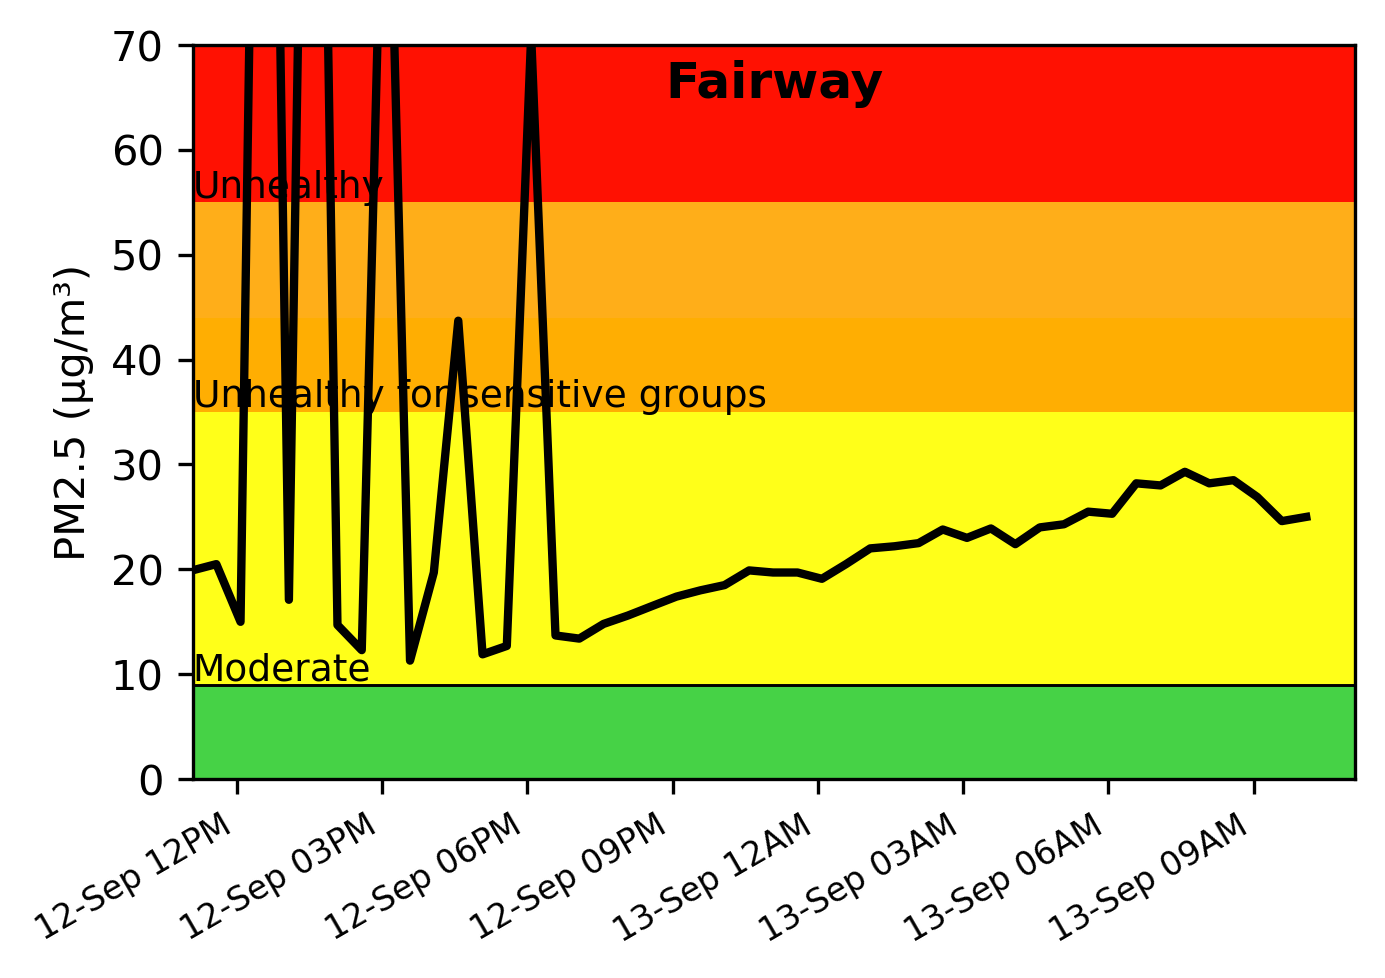 Fairway
PM2.5 (μg/m³)
70
60
50
40
30
20
10
0
Unhealthy
Unhealthy for sensitive groups
Moderate
12-Sep 12PM
12-Sep 03PM
12-Sep 06PM
12-Sep 09PM
13-Sep 12AM
13-Sep 03AM
13-Sep 06AM
13-Sep 09AM